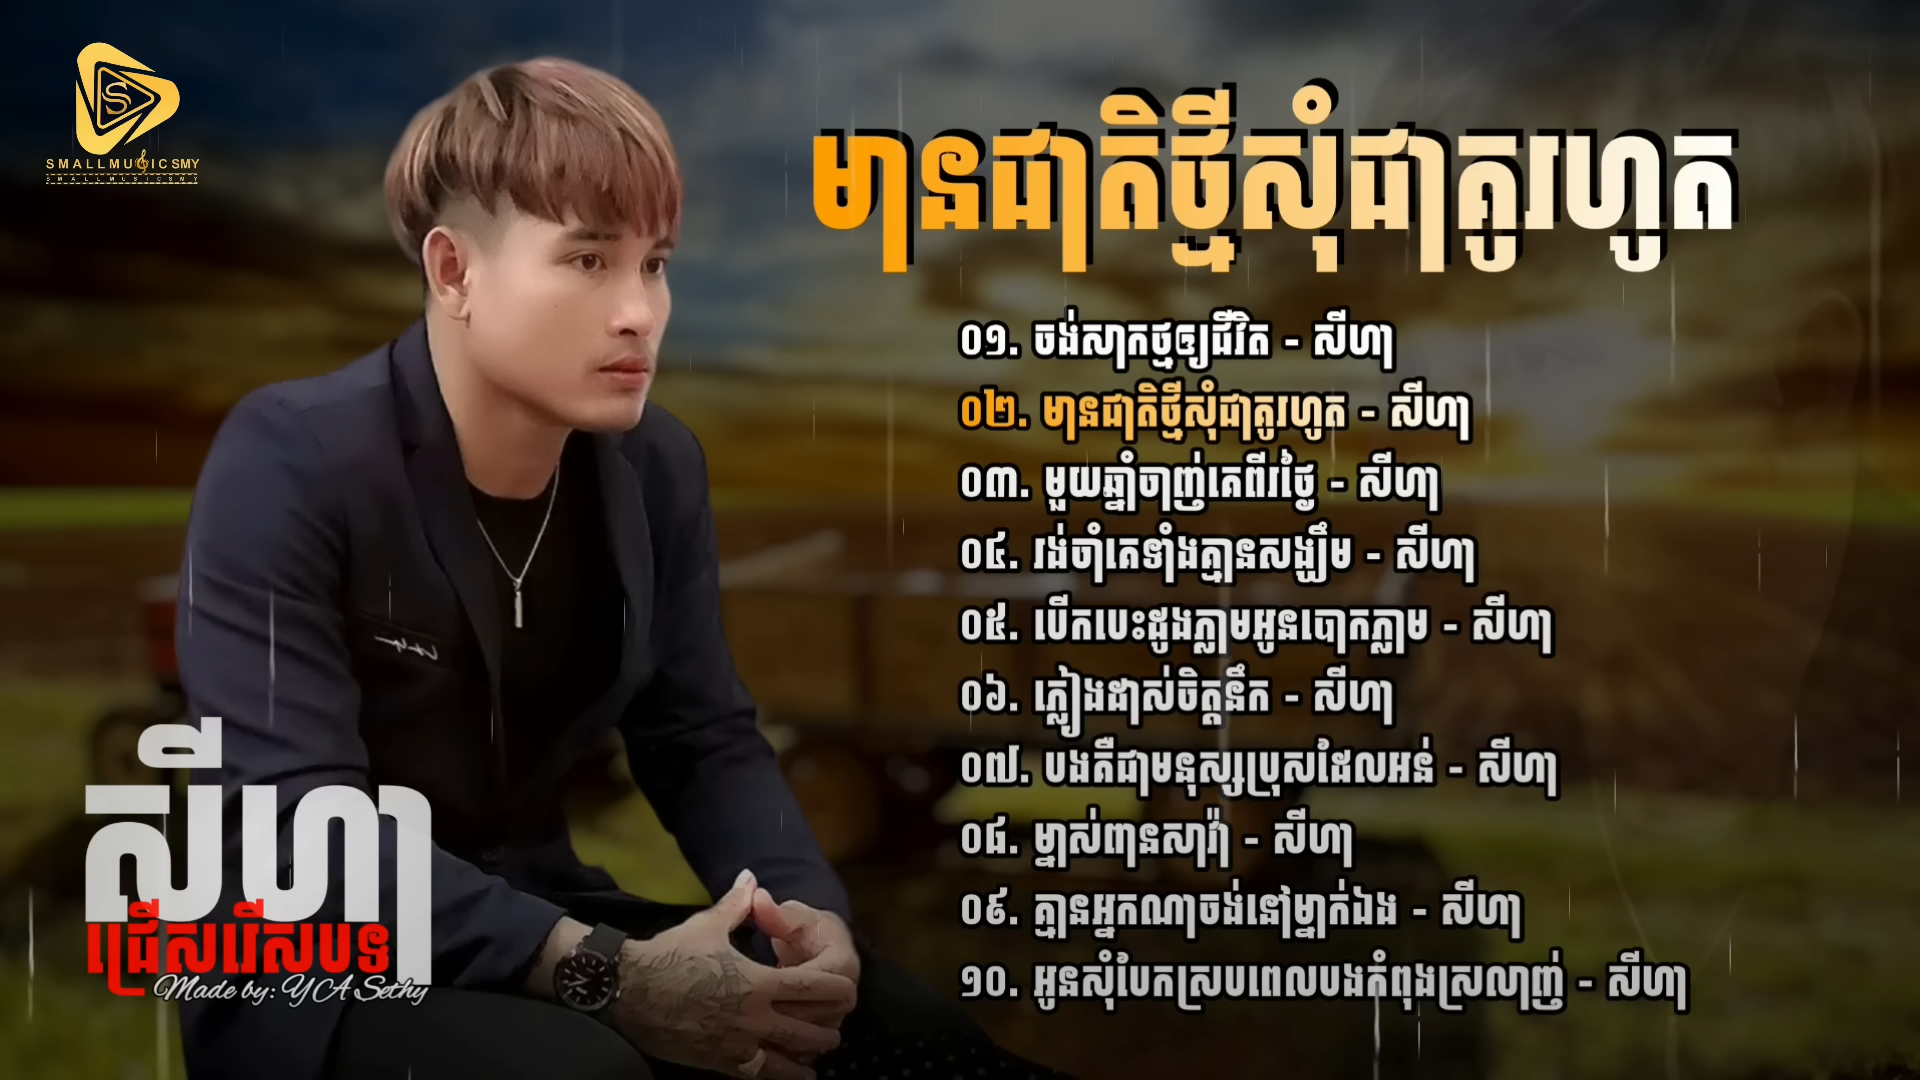 SMALLMUSIC SMY
SMALLMUSICSMY
មានជាតិថ្មីសុំជាគូរហូត
០១. ចង់សាកថ្មឲ្យជីវិត - សីហា
០២. មានជាតិថ្មីសុំជាគូរហូត - សីហា
០៣. មួយឆ្នាំចាញ់គេពីរថ្ងៃ - សីហា
០៤. រង់ចាំគេទាំងគ្មានសង្ឃឹម - សីហា
០៥. បើកបេះដូងភ្លាមអូនបោកភ្លាម - សីហា
០៦. ភ្លៀងដាស់ចិត្តនឹក - សីហា
០៧. បងគឺជាមនុស្សប្រុសដែលអន់ - សីហា
០៨. ម្ចាស់ពានសាវ៉ា - សីហា
០៩. គ្មានអ្នកណាចង់នៅម្នាក់ឯង - សីហា
១០. អូនសុំបែកស្របពេលបងកំពុងស្រលាញ់ - សីហា
សីហា
ជ្រើសរើសបទ
Made by: Y A Sethy